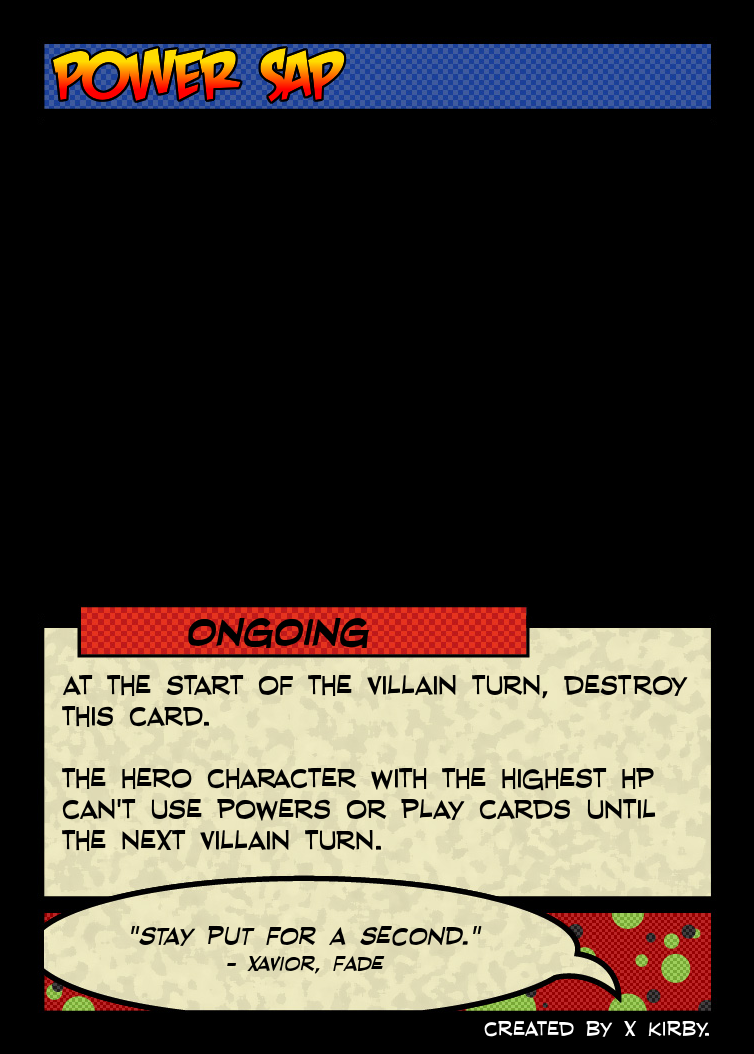 POWER SAP
ONGOING
AT THE START OF THE VILLAIN TURN, DESTROY
THIS CARD.
THE HERO CHARACTER WITH THE HIGHEST HP
CAN'T USE POWERS OR PLAY CARDS UNTIL
THE NEXT VILLAIN TURN.
"STAY PUT FOR A SECOND."
- XAVIOR, FADE
CREATED BY X KIRBY.